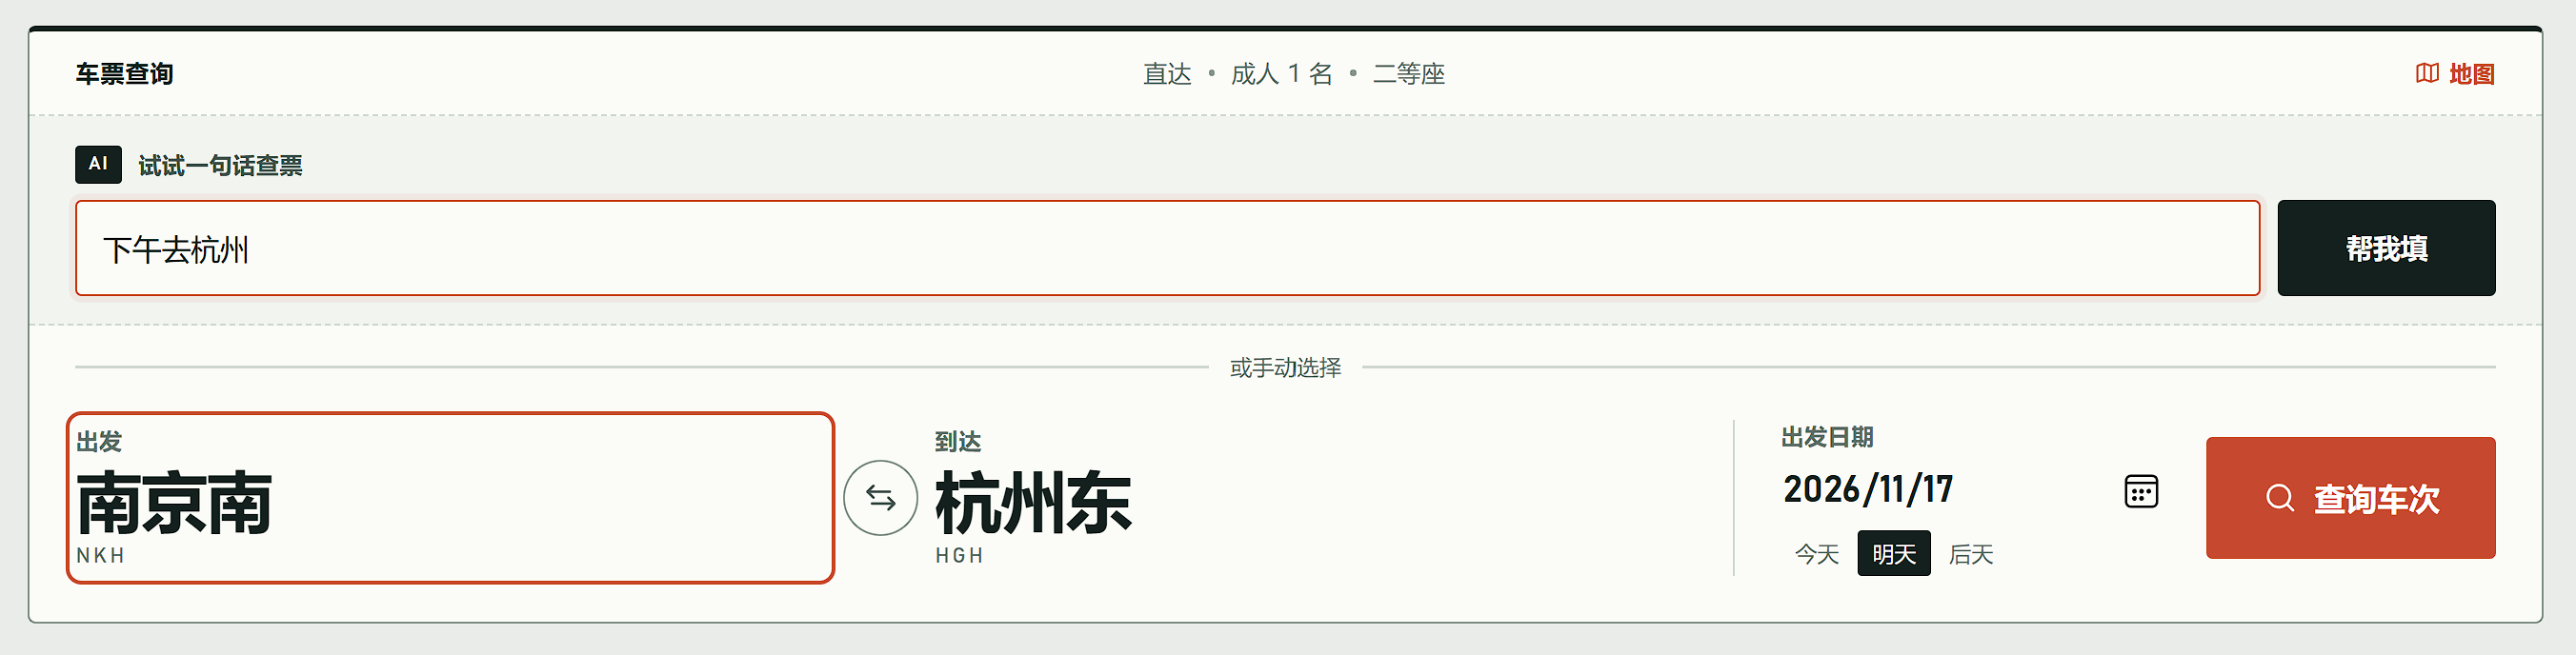 车票查询
直达 • 成人 1 名 • 二等座
地图
AI 试试一句话查票
下午去杭州
帮我填
或手动选择
出发
南京南
NKH
到达
杭州东
HGH
出发日期
2026/11/17
今天 明天 后天
查询车次